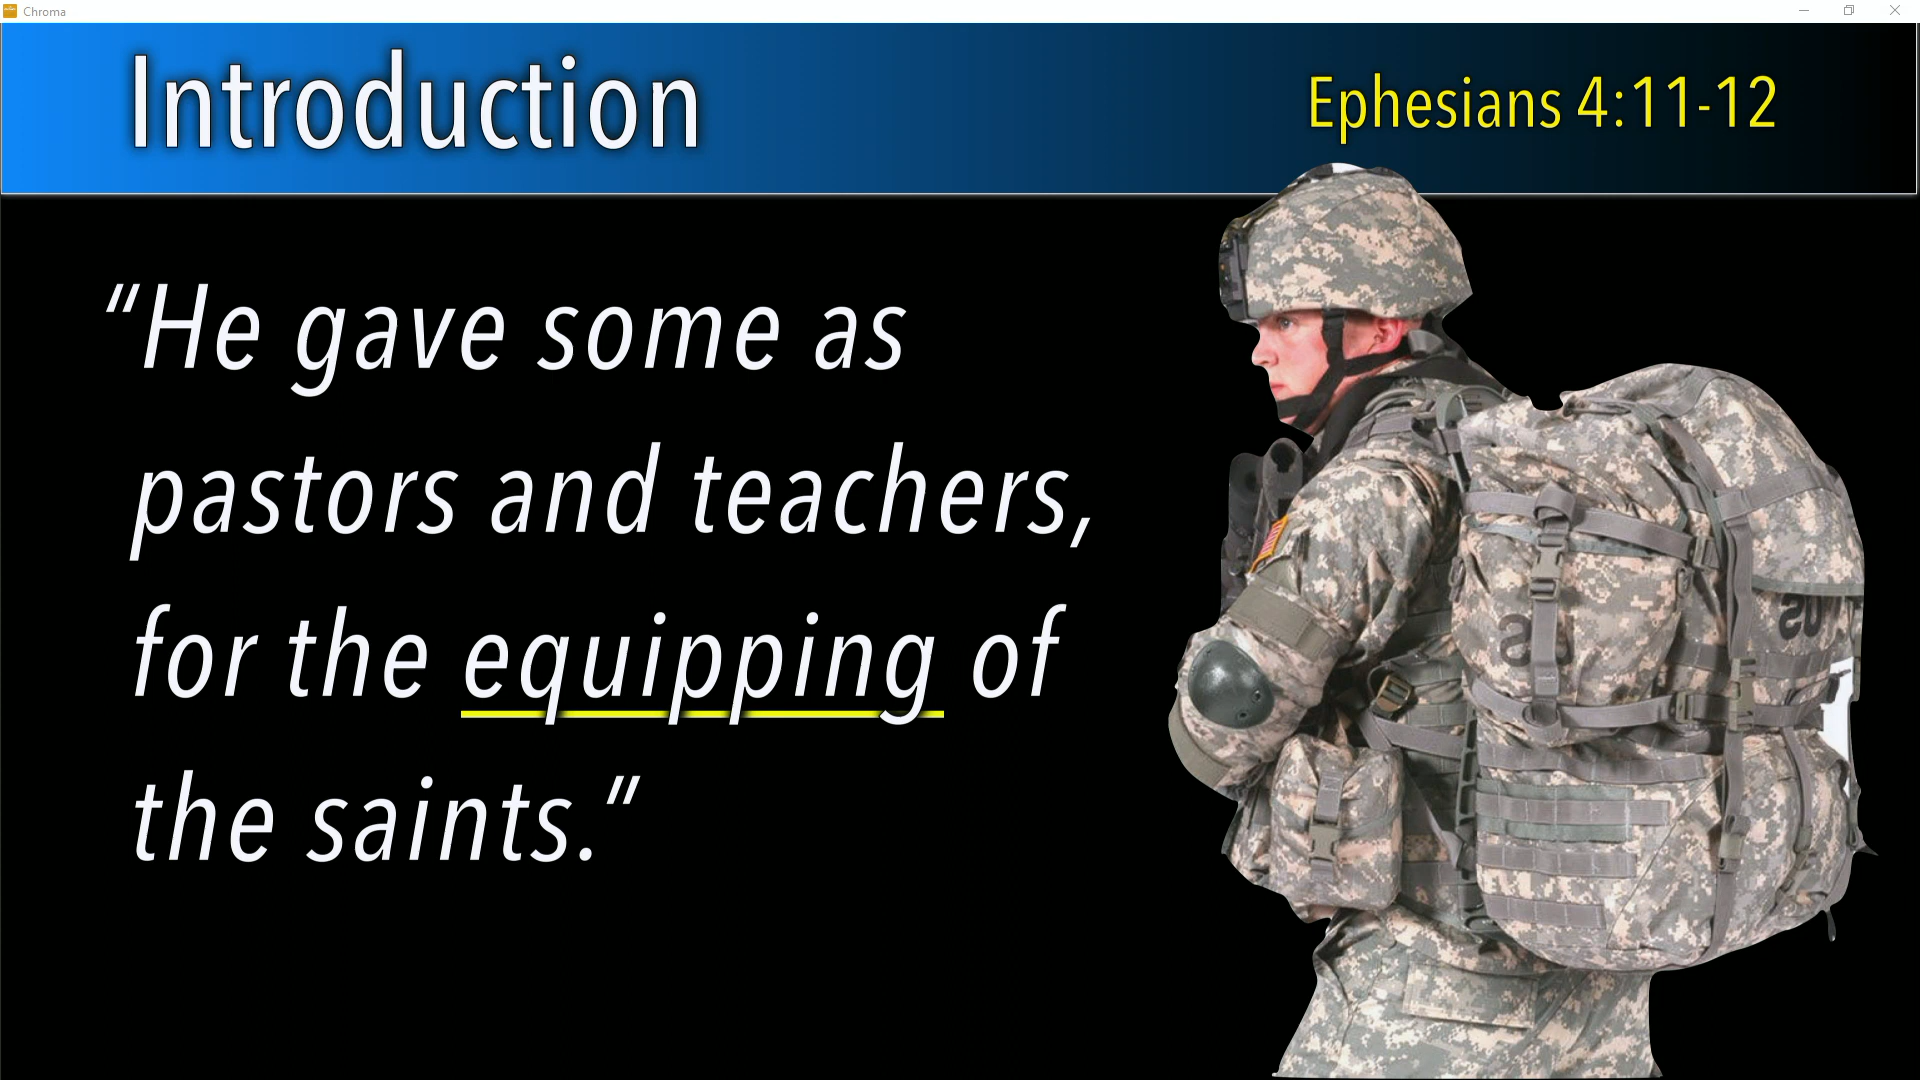 Chroma
Introduction
Ephesians 4:11-12
“He gave some as
pastors and teachers,
for the equipping of
the saints.”